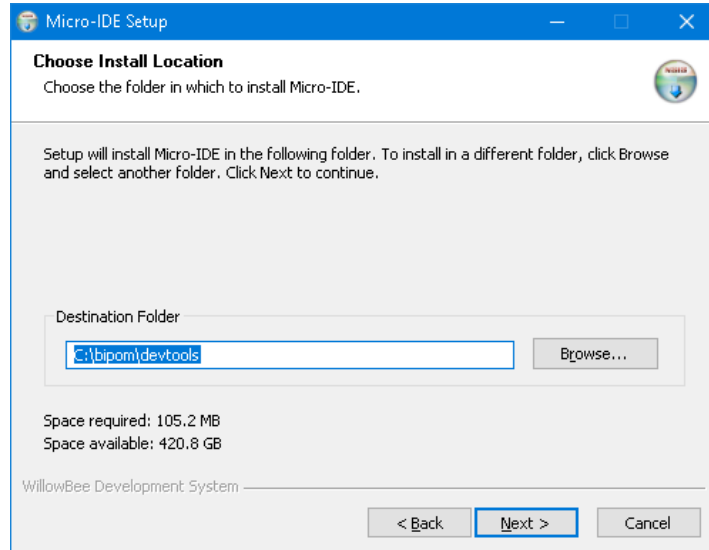 Micro-IDE Setup
Choose Install Location
Choose the folder in which to install Micro-IDE.
Setup will install Micro-IDE in the following folder. To install in a different folder, click Browse
and select another folder. Click Next to continue.
Destination Folder
C:\bipom\devtools
Browse...
Space required: 105.2 MB
Space available: 420.8 GB
WillowBee Development System
< Back
Next >
Cancel